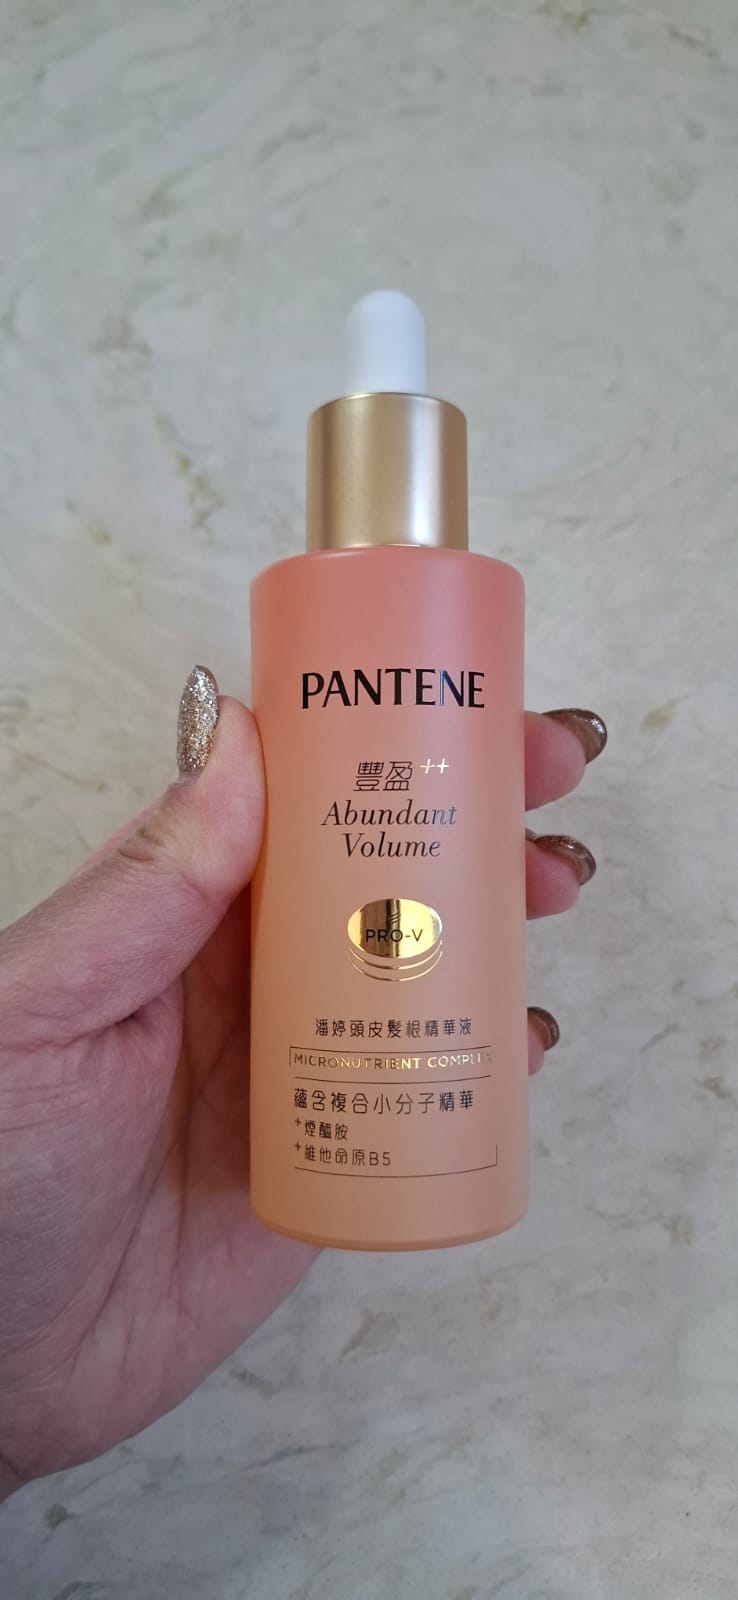 PANTENE
豐盈++
Abundant
Volume
PRO-V
潘婷頭皮髮根精華液
MICRONUTRIENT COMPLEX
蘊含複合小分子精華
+煙醯胺
+維他命原B5